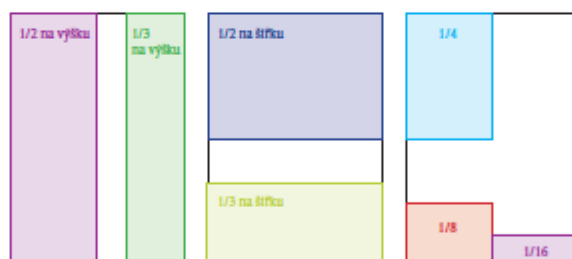 1/2 na výšku
1/3
na výšku
1/2 na šířku
1/4
1/3 na šířku
1/8
1/16